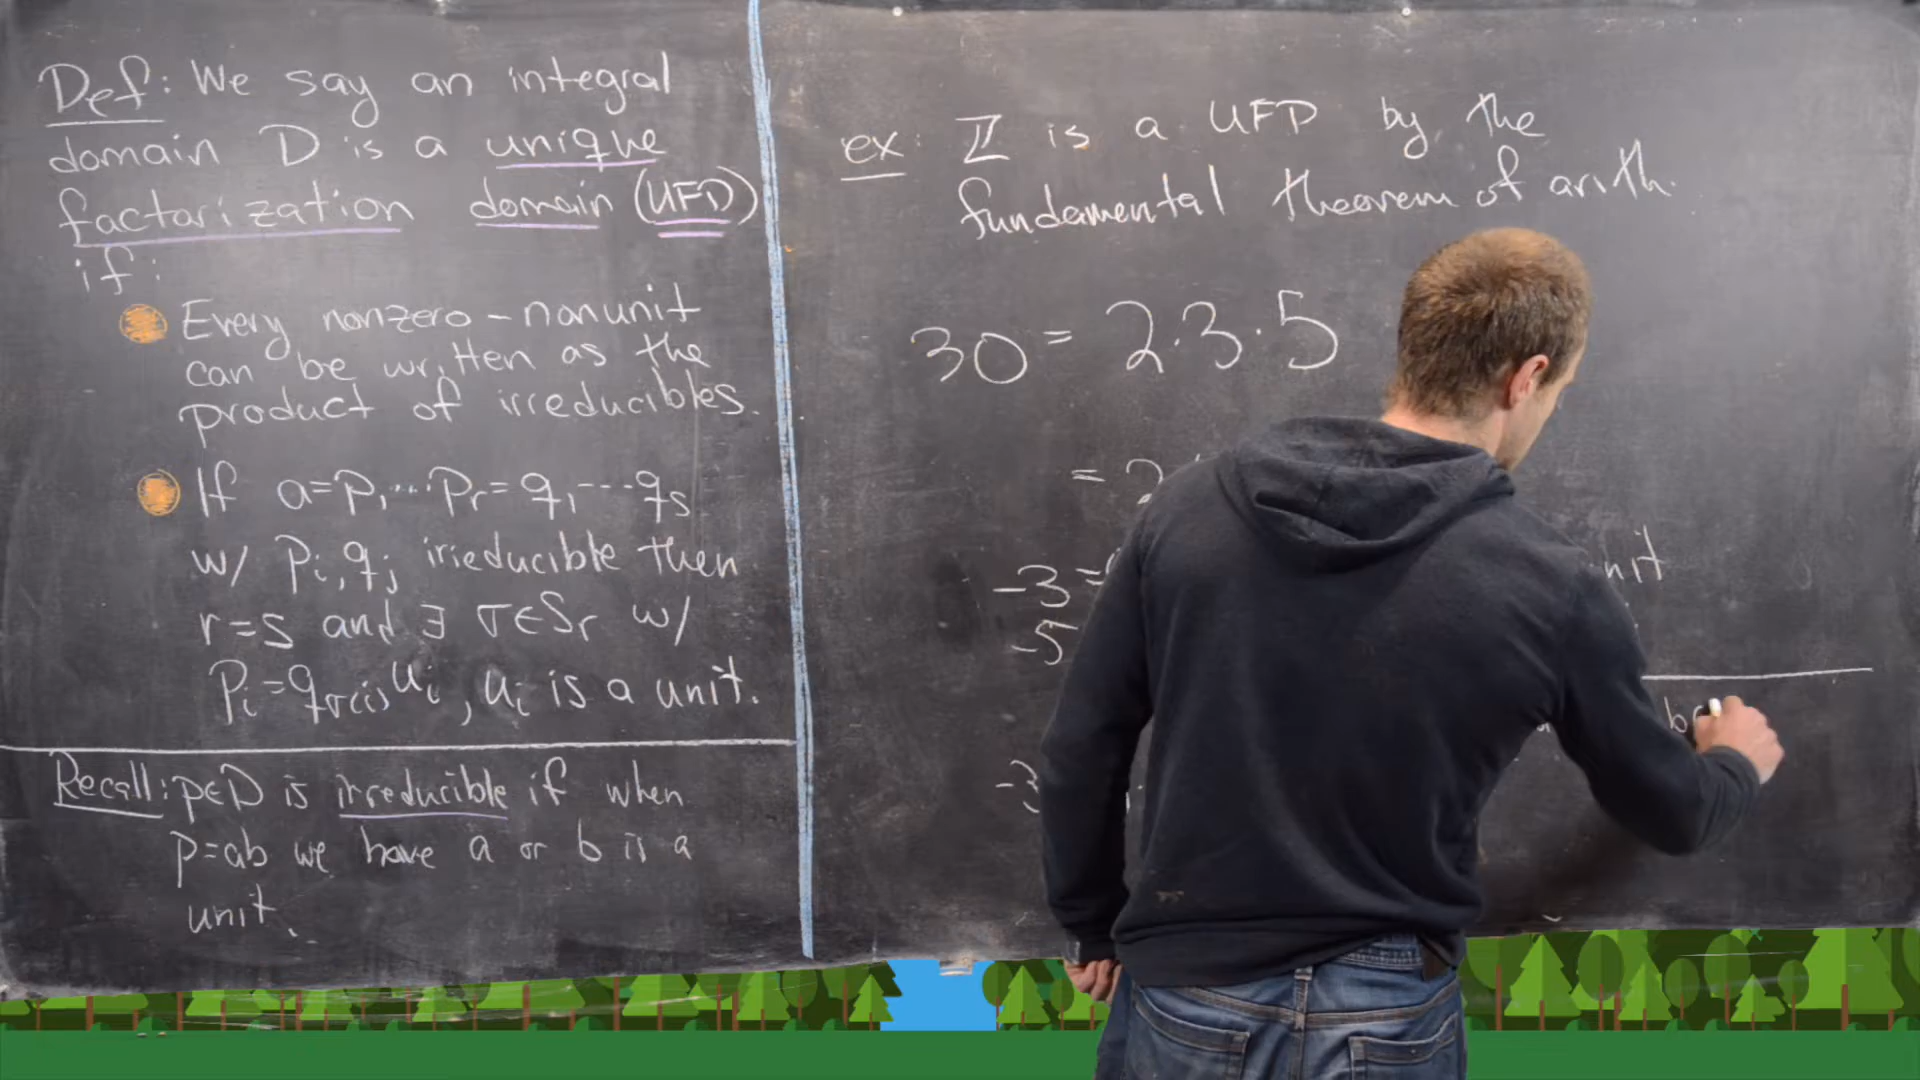 Def: We say an integral
domain D is a unique
factorization domain (UFD)
if:
Every nonzero-nonunit
can be written as the
product of irreducibles.
If a=p₁...pᵣ=q₁---qₛ
w/ pᵢ,qⱼ irreducible then
r=s and ∃ σ∈Sᵣ w/
pᵢ=q_σ(i) uᵢ, uᵢ is a unit.
Recall: p∈D is irreducible if when
p=ab we have a or b is a
unit.
ex: ℤ is a UFD by the
fundamental theorem of arith.
30 = 2·3·5
= 2
-3 =
-5
-3